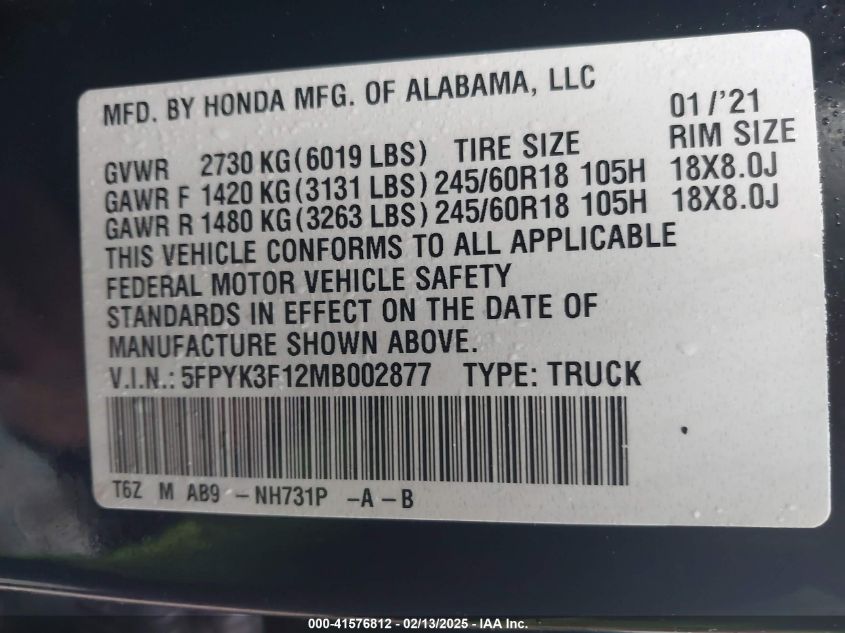 MFD. BY HONDA MFG. OF ALABAMA, LLC 01/'21
GVWR 2730 KG (6019 LBS) TIRE SIZE RIM SIZE
GAWR F 1420 KG (3131 LBS) 245/60R18 105H 18X8.0J
GAWR R 1480 KG (3263 LBS) 245/60R18 105H 18X8.0J
THIS VEHICLE CONFORMS TO ALL APPLICABLE
FEDERAL MOTOR VEHICLE SAFETY
STANDARDS IN EFFECT ON THE DATE OF
MANUFACTURE SHOWN ABOVE.
V.I.N.: 5FPYK3F12MB002877 TYPE: TRUCK
T6Z M AB9 – NH731P –A – B
000-41576812 - 02/13/2025 - IAA Inc.